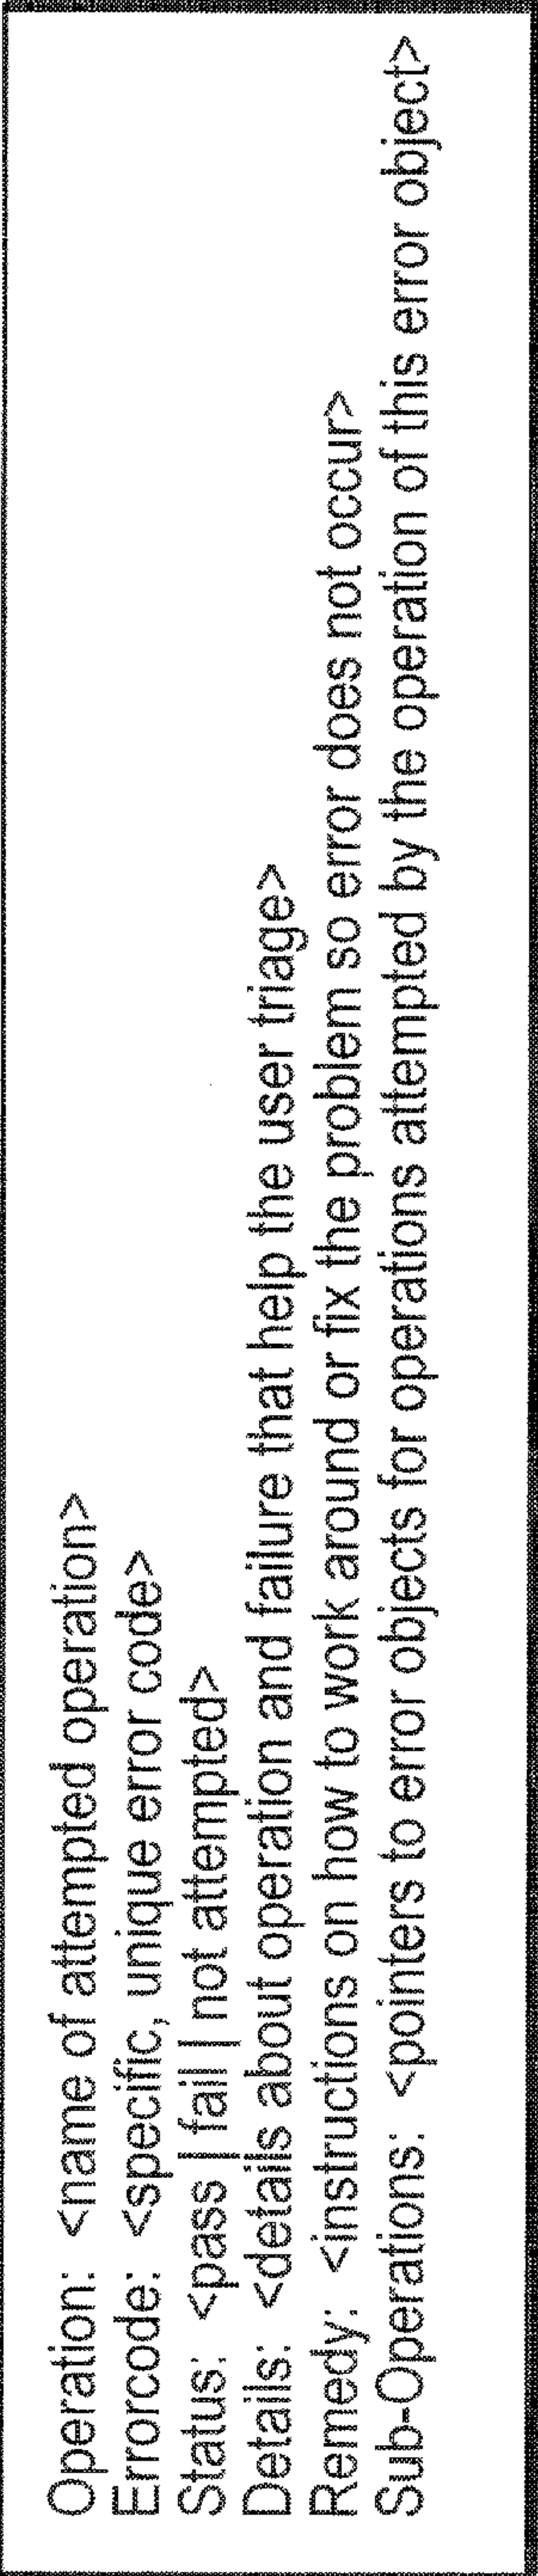 Operation: <name of attempted operation>
Errorcode: <specific, unique error code>
Status: <pass | fail | not attempted>
Details: <details about operation and failure that help the user triage>
Remedy: <instructions on how to work around or fix the problem so error does not occur>
Sub-Operations: <pointers to error objects for operations attempted by the operation of this error object>